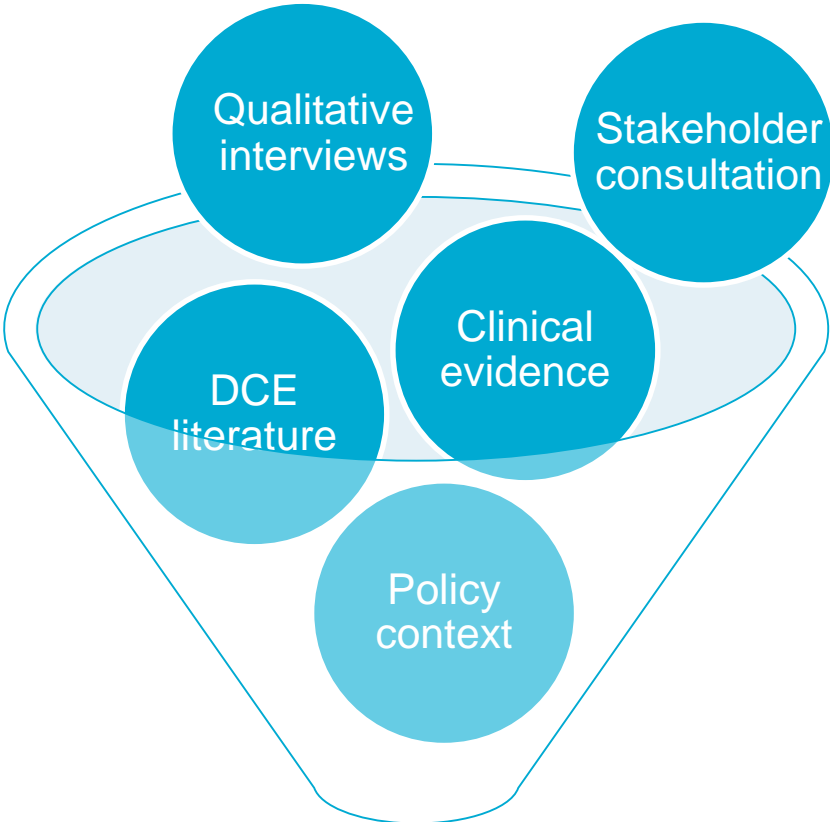 Qualitative
interviews
Stakeholder
consultation
Clinical
evidence
DCE
literature
Policy
context